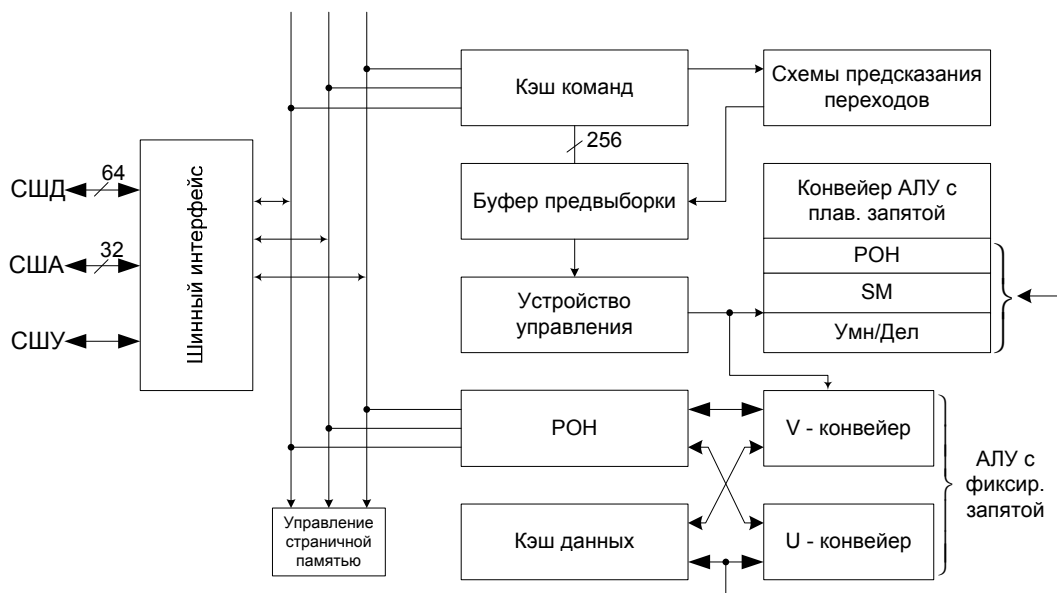 Кэш команд
Схемы предсказания
переходов
256
СШД
64
США
32
СШУ
Шинный интерфейс
Буфер предвыборки
Конвейер АЛУ с
плав. запятой
РОН
SM
Умн/Дел
Устройство
управления
РОН
V - конвейер
АЛУ с
фиксир.
запятой
Кэш данных
U - конвейер
Управление
страничной
памятью